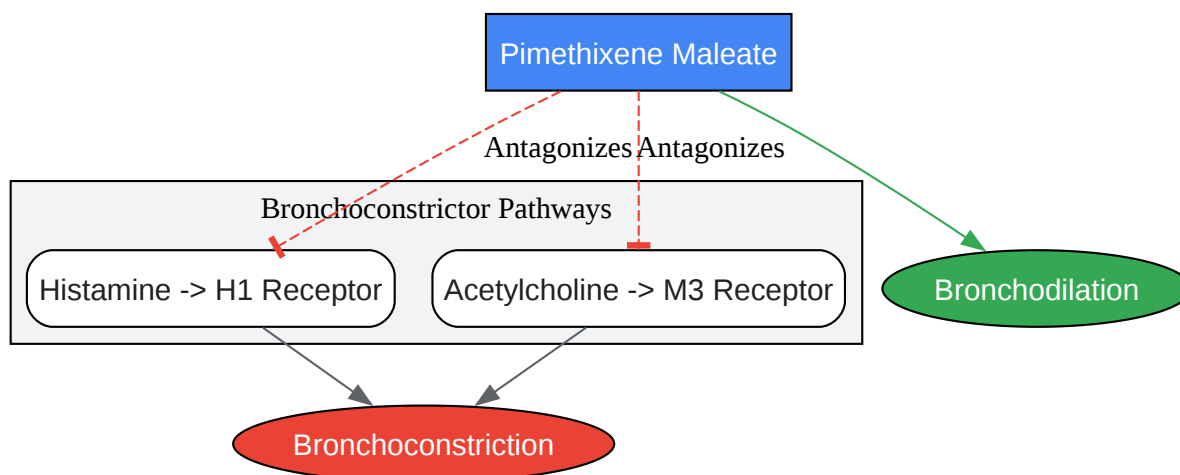 Pimethixene Maleate
Antagonizes Antagonizes
Bronchoconstrictor Pathways
Histamine -> H1 Receptor
Acetylcholine -> M3 Receptor
Bronchodilation
Bronchoconstriction